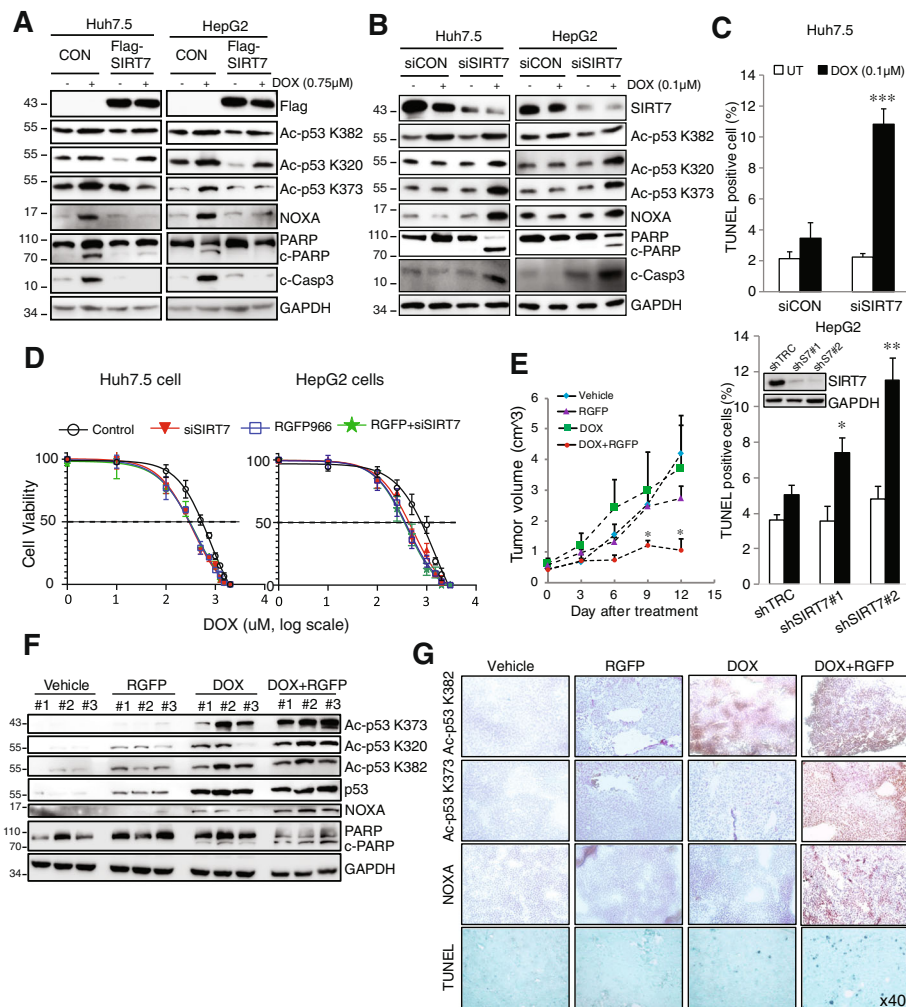 A
Huh7.5 HepG2
CON Flag-SIRT7 CON Flag-SIRT7
- + - + - + - + DOX (0.75µM)
43 Flag
55 Ac-p53 K382
55 Ac-p53 K320
55 Ac-p53 K373
17 NOXA
110 PARP
70 c-PARP
10 c-Casp3
34 GAPDH
B
Huh7.5 HepG2
siCON siSIRT7 siCON siSIRT7
- + - + - + - + DOX (0.1µM)
43 SIRT7
55 Ac-p53 K382
55 Ac-p53 K320
55 Ac-p53 K373
17 NOXA
110 PARP
70 c-PARP
10 c-Casp3
34 GAPDH
C
Huh7.5
UT DOX (0.1µM)
TUNEL positive cell (%)
14
12
10
8
6
4
2
0
***
siCON siSIRT7
HepG2
shTRC shS7#1 shS7#2
SIRT7
GAPDH
TUNEL positive cells (%)
14
12
10
8
6
4
2
0
* **
shTRC shSIRT7#1 shSIRT7#2
D
Huh7.5 cell HepG2 cells
Control siSIRT7 RGFP966 RGFP+siSIRT7
Cell Viability
100 100
50 50
0 0
0 1 2 3 4 0 1 2 3 4
DOX (uM, log scale)
E
Vehicle
RGFP
DOX
DOX+RGFP
Tumor volume (cm^3)
6
5
4
3
2
1
0
* *
0 3 6 9 12 15
Day after treatment
F
Vehicle RGFP DOX DOX+RGFP
#1 #2 #3 #1 #2 #3 #1 #2 #3 #1 #2 #3
43 Ac-p53 K373
55 Ac-p53 K320
55 Ac-p53 K382
55 p53
17 NOXA
110 PARP
70 c-PARP
34 GAPDH
G
Vehicle RGFP DOX DOX+RGFP
Ac-p53 K382
Ac-p53 K373
NOXA
TUNEL
x40